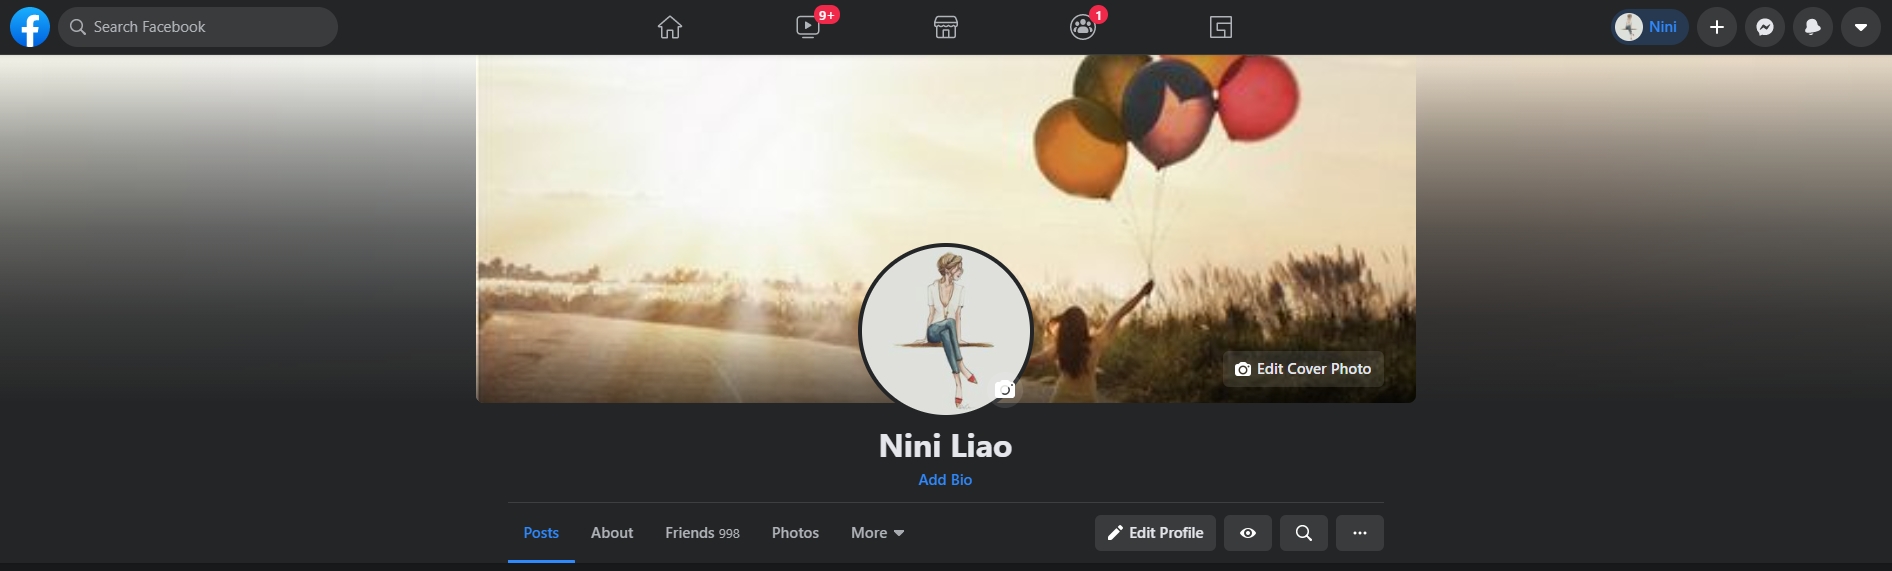 Search Facebook
9+
1
Nini
Edit Cover Photo
Nini Liao
Add Bio
Posts
About
Friends 998
Photos
More
Edit Profile